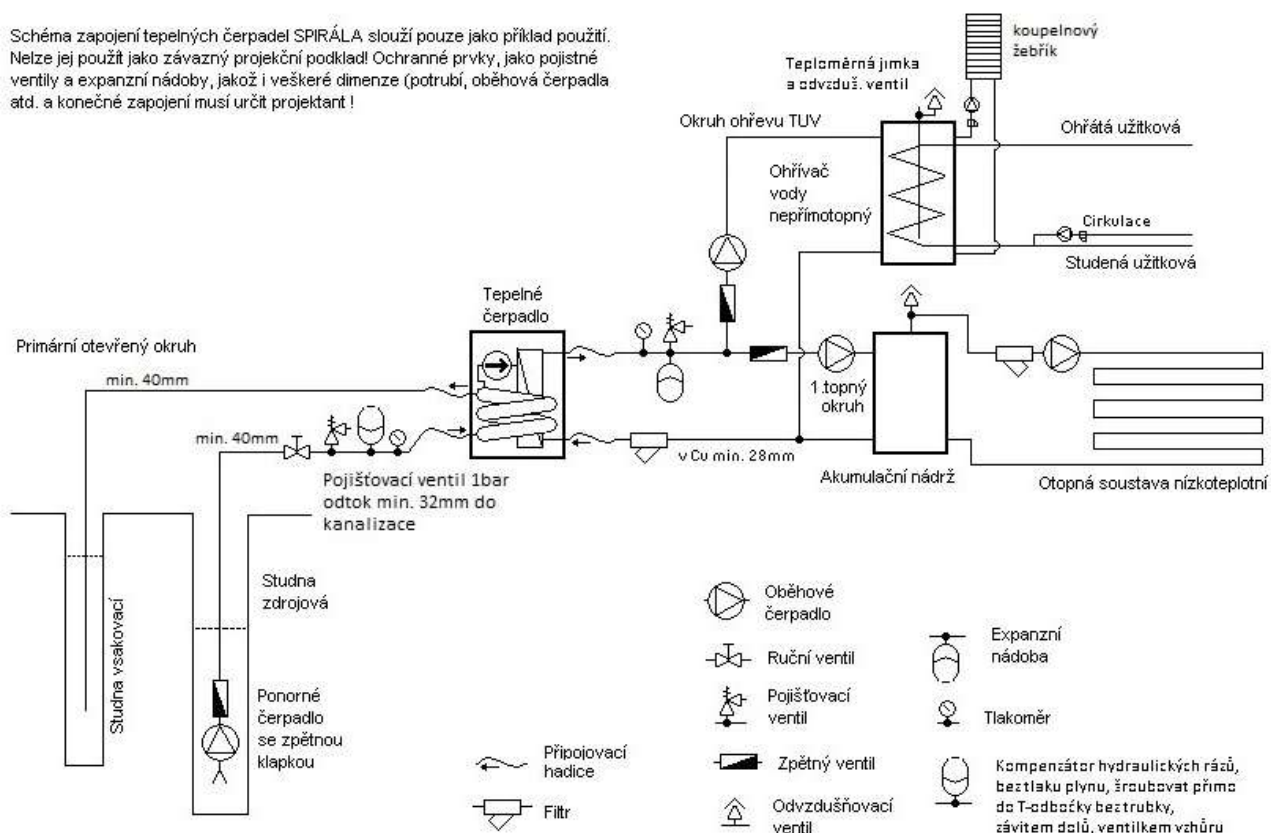 Schéma zapojení tepelných čerpadel SPIRÁLA slouží pouze jako příklad použití.
Nelze jej použít jako závazný projekční podklad! Ochranné prvky, jako pojistné
ventily a expanzní nádoby, jakož i veškeré dimenze (potrubí, oběhová čerpadla
atd. a konečné zapojení musí určit projektant !
koupelnový
žebřík
Teploměrná jímka
a odvzduš. ventil
Okruh ohřevu TUV
Ohřátá užitková
Ohřívač
vody
nepřímotopný
Cirkulace
Studená užitková
Tepelné
čerpadlo
Primární otevřený okruh
min. 40mm
1.topný
okruh
min. 40mm
v Cu min. 28mm
Akumulační nádrž
Otopná soustava nízkoteplotní
Pojišťovací ventil 1bar
odtok min. 32mm do
kanalizace
Studna vsakovací
Studna
zdrojová
Ponorné
čerpadlo
se zpětnou
klapkou
Připojovací
hadice
Filtr
Oběhové
čerpadlo
Ruční ventil
Pojišťovací
ventil
Zpětný ventil
Odvzdušňovací
ventil
Expanzní
nádoba
Tlakoměr
Kompenzátor hydraulických rázů,
bez tlaku plynu, šroubovat přímo
do T-odbočky bez trubky,
závitem dolů, ventilkem vzhůru